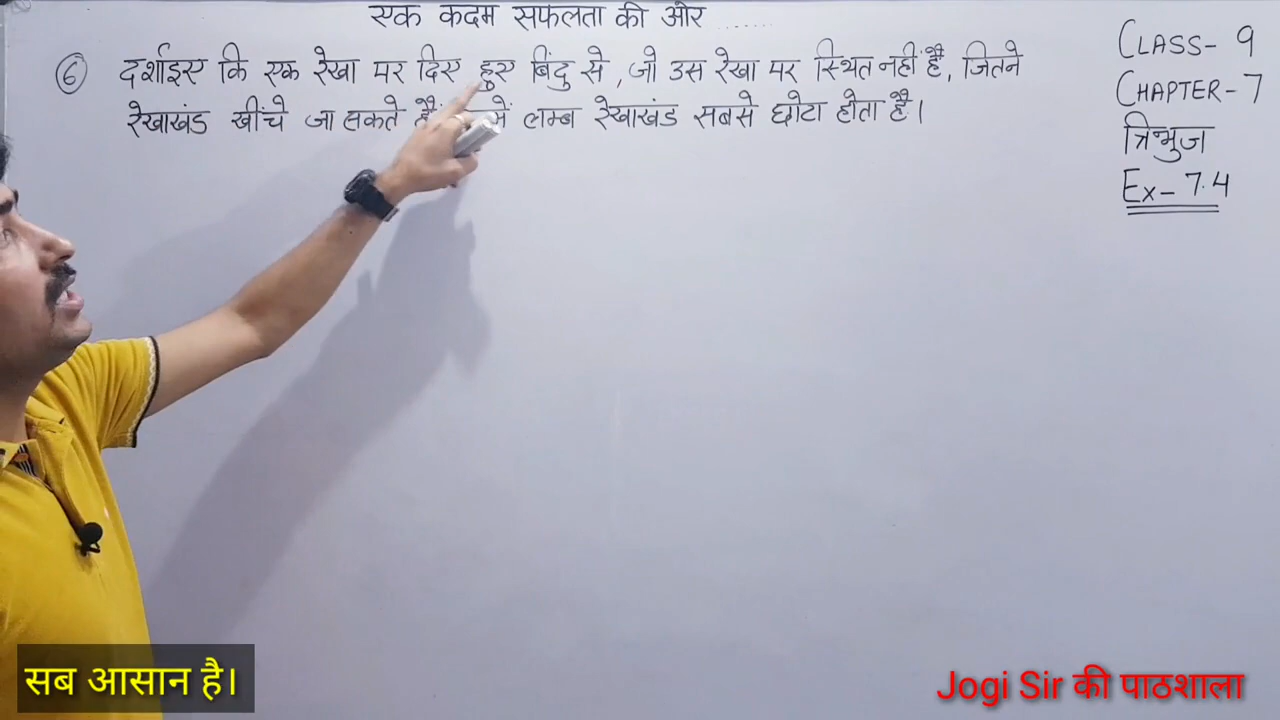 एक कदम सफलता की ओर ........
6 दर्शाइए कि एक रेखा पर दिए हुए बिंदु से, जो उस रेखा पर स्थित नहीं है, जितने
रेखाखंड खींचे जा सकते हैं लम्ब रेखाखंड सबसे छोटा होता है।
CLASS- 9
CHAPTER-7
त्रिभुज
Ex- 7.4
सब आसान है।
Jogi Sir की पाठशाला